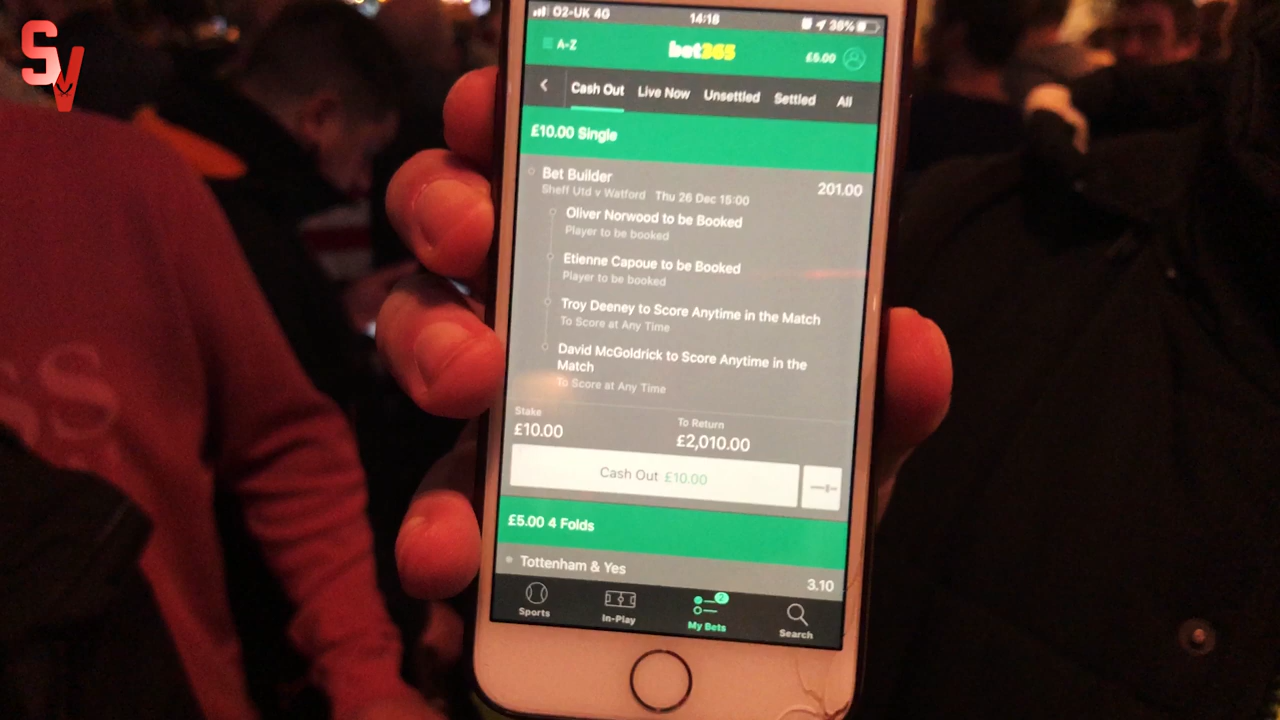 SV
O2-UK 4G 14:18 38%
A-Z bet365 £5.00
Cash Out Live Now Unsettled Settled All
£10.00 Single
Bet Builder 201.00
Sheff Utd v Watford Thu 26 Dec 15:00
Oliver Norwood to be Booked
Player to be booked
Etienne Capoue to be Booked
Player to be booked
Troy Deeney to Score Anytime in the Match
To Score at Any Time
David McGoldrick to Score Anytime in the
Match
To Score at Any Time
Stake To Return
£10.00 £2,010.00
Cash Out £10.00
£5.00 4 Folds
Tottenham & Yes 3.10
2
Sports In-Play My Bets Search